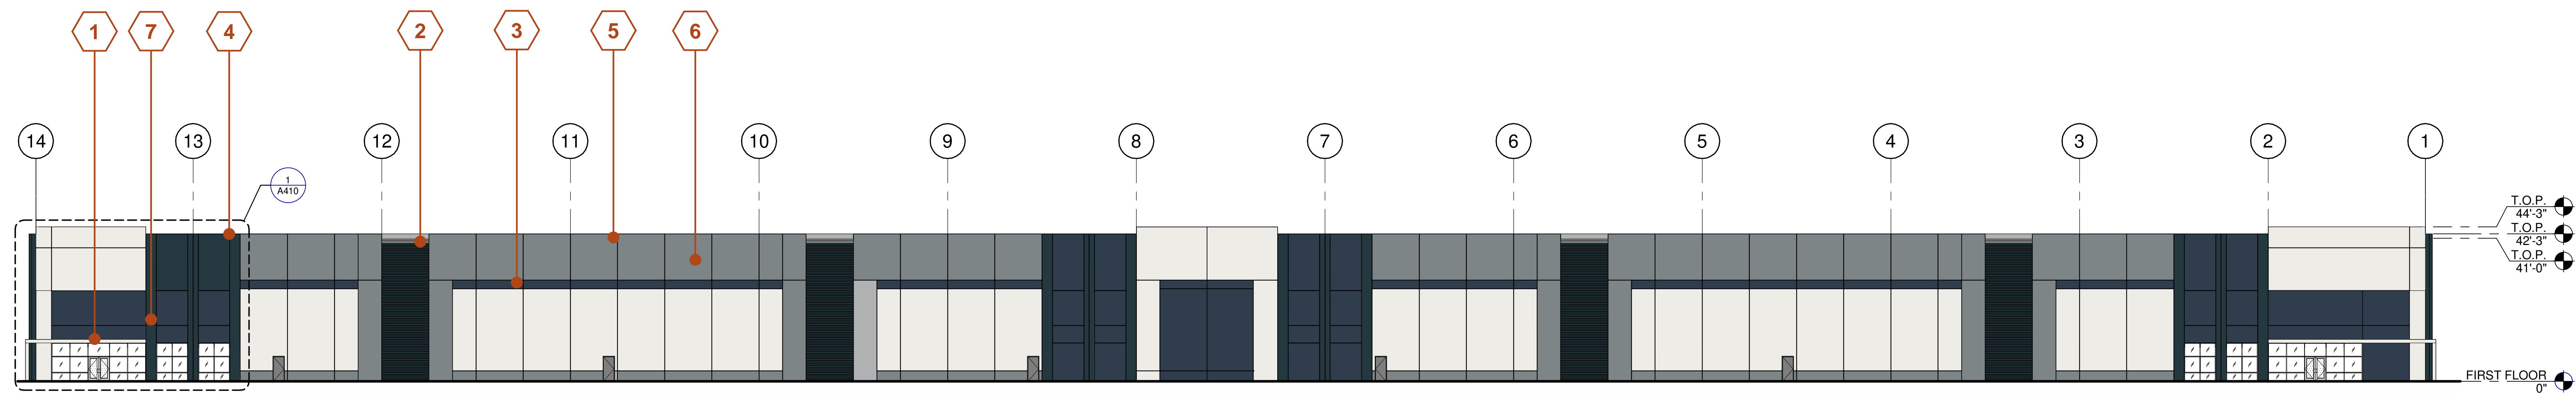 1 7 4 2 3 5 6
14 13 12 11 10 9 8 7 6 5 4 3 2 1
1
A410
T.O.P.
44'-3"
T.O.P.
42'-3"
T.O.P.
41'-0"
FIRST FLOOR
0"